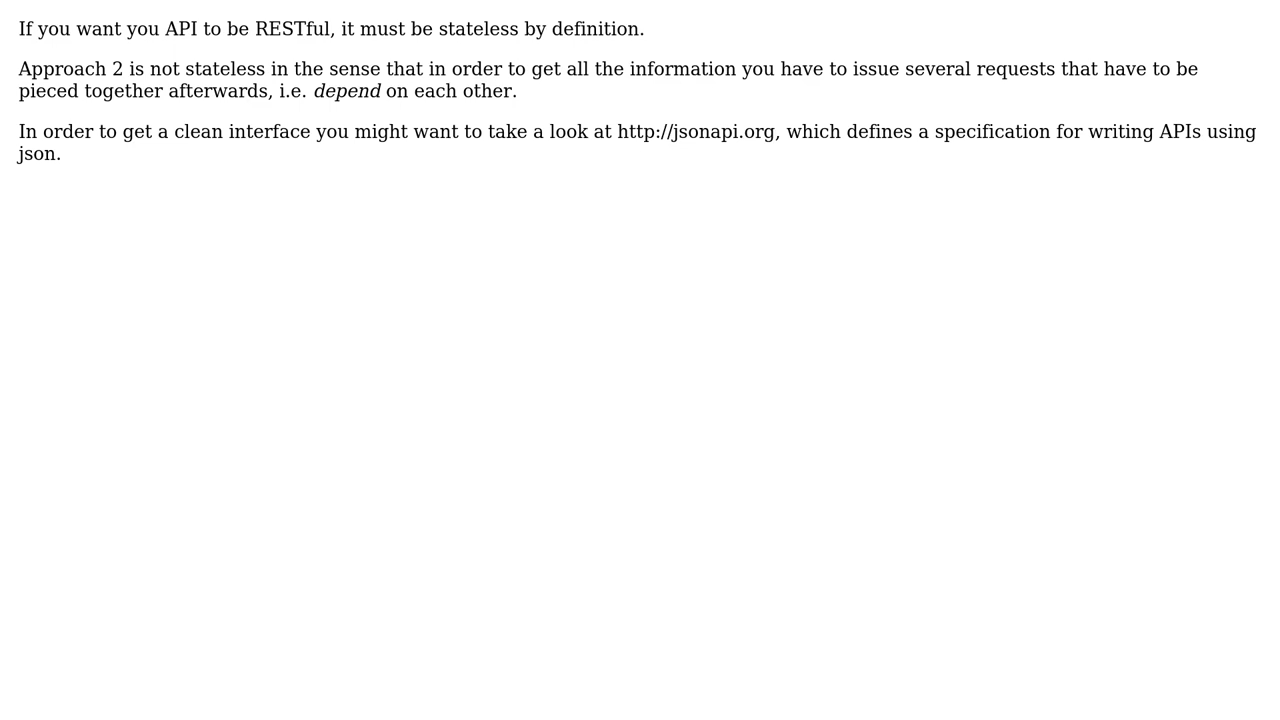 If you want you API to be RESTful, it must be stateless by definition.
Approach 2 is not stateless in the sense that in order to get all the information you have to issue several requests that have to be
pieced together afterwards, i.e. depend on each other.
In order to get a clean interface you might want to take a look at http://jsonapi.org, which defines a specification for writing APIs using
json.